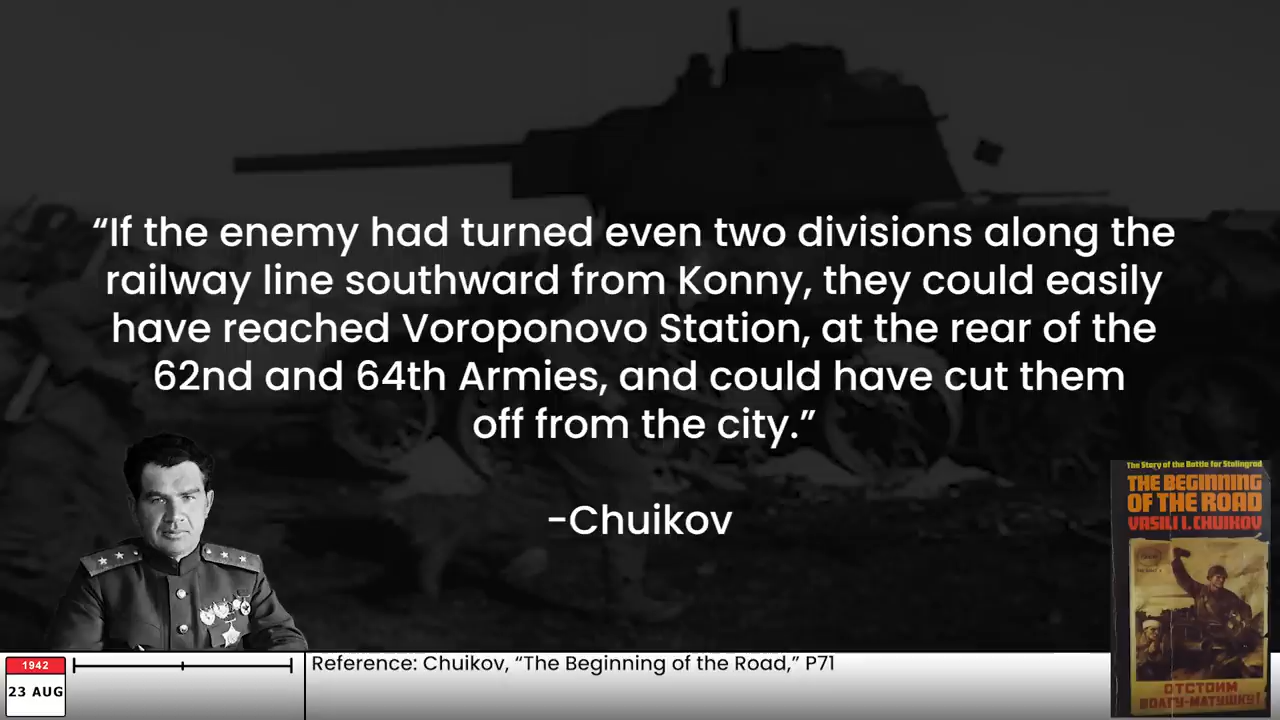 “If the enemy had turned even two divisions along the
railway line southward from Konny, they could easily
have reached Voroponovo Station, at the rear of the
62nd and 64th Armies, and could have cut them
off from the city.”
-Chuikov
The Story of the Battle for Stalingrad
THE BEGINNING
OF THE ROAD
VASILI I. CHUIKOV
ОТСТОИМ
ВОЛГУ-МАТУШКУ!
1942
23 AUG
Reference: Chuikov, “The Beginning of the Road,” P71